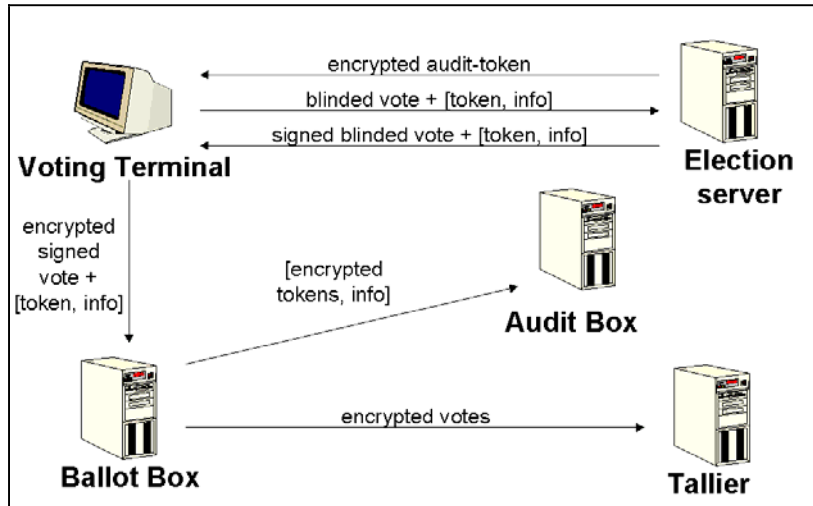 encrypted audit-token
blinded vote + [token, info]
signed blinded vote + [token, info]
Voting Terminal
Election
server
encrypted
signed
vote +
[token, info]
[encrypted
tokens, info]
Audit Box
encrypted votes
Ballot Box
Tallier